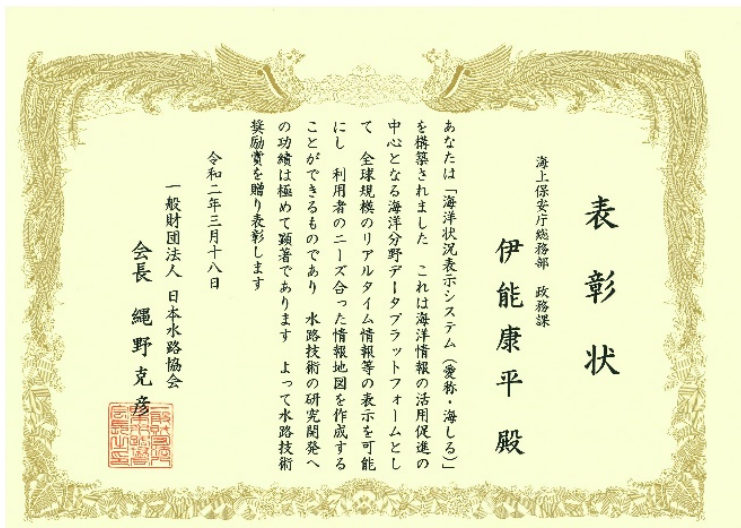 表彰状
海上保安庁総務部　政務課
伊能康平　殿
あなたは「海洋状況表示システム（愛称・海しる）」
を構築されました　これは海洋情報の活用促進の
中心となる海洋分野データプラットフォームとし
て　全球規模のリアルタイム情報等の表示を可能
にし　利用者のニーズ合った情報地図を作成する
ことができるものであり　水路技術の研究開発へ
の功績は極めて顕著であります　よって水路技術
奨励賞を贈り表彰します
令和二年三月十八日
一般財団法人　日本水路協会
会長　縄野克彦